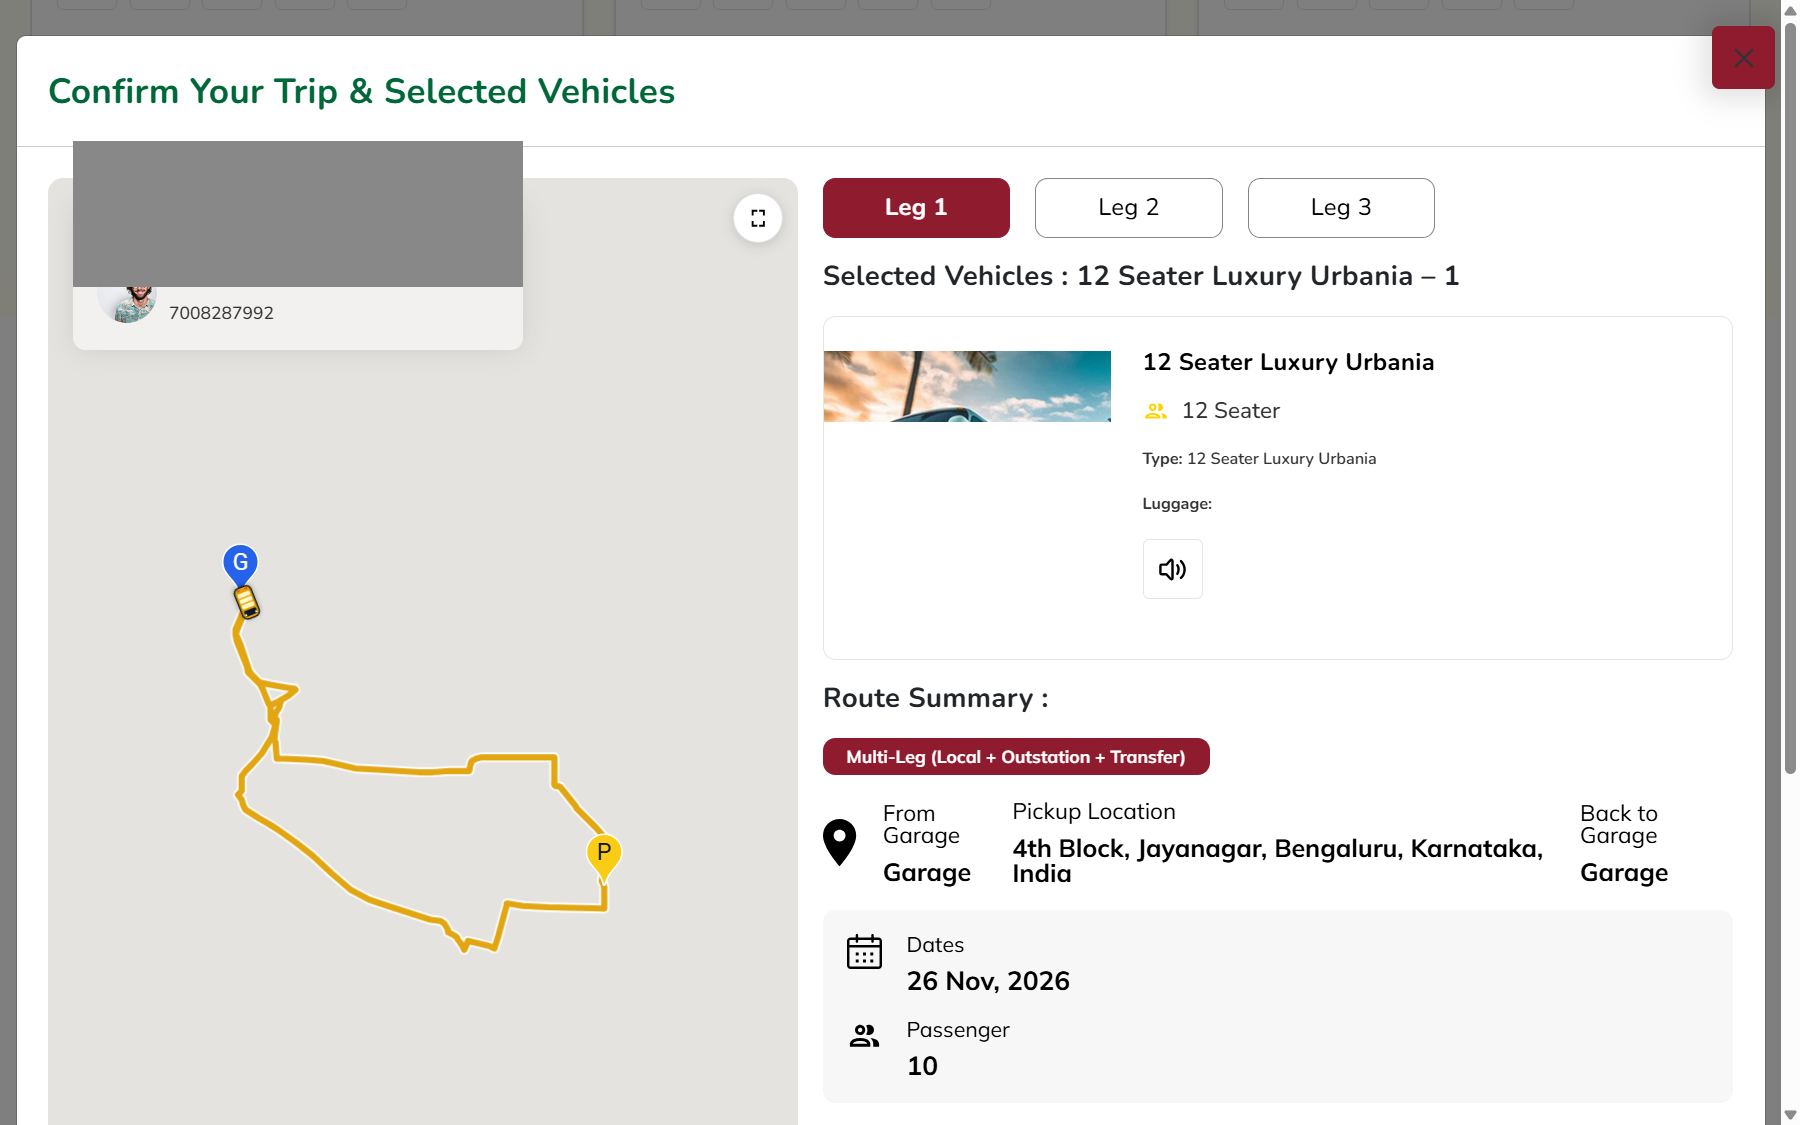 Confirm Your Trip & Selected Vehicles
7008287992
G
P
Leg 1
Leg 2
Leg 3
Selected Vehicles : 12 Seater Luxury Urbania – 1
12 Seater Luxury Urbania
12 Seater
Type: 12 Seater Luxury Urbania
Luggage:
Route Summary :
Multi-Leg (Local + Outstation + Transfer)
From
Garage
Garage
Pickup Location
4th Block, Jayanagar, Bengaluru, Karnataka,
India
Back to
Garage
Garage
Dates
26 Nov, 2026
Passenger
10